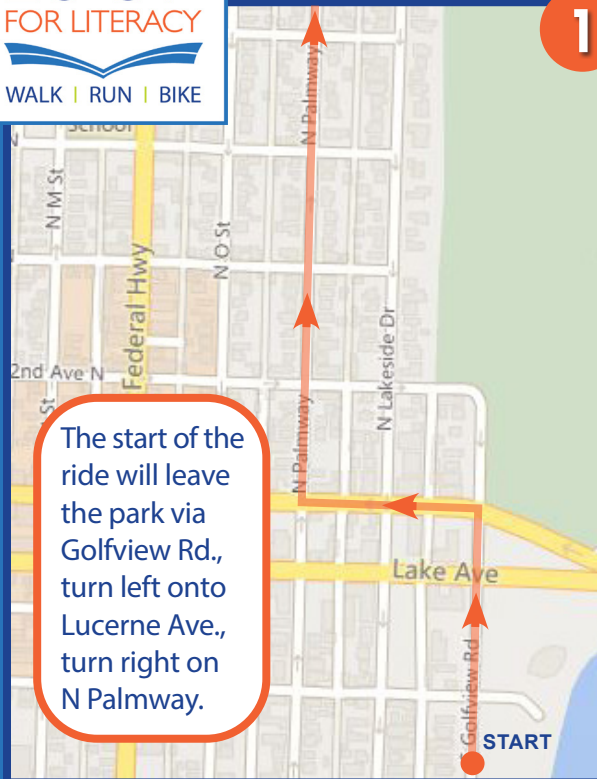 FOR LITERACY
WALK | RUN | BIKE
1
School
N M St
Federal Hwy
N O St
N Palmway
N Lakeside Dr
2nd Ave N
St
N Palmway
The start of the
ride will leave
the park via
Golfview Rd.,
turn left onto
Lucerne Ave.,
turn right on
N Palmway.
Lake Ave
Golfview Rd
START